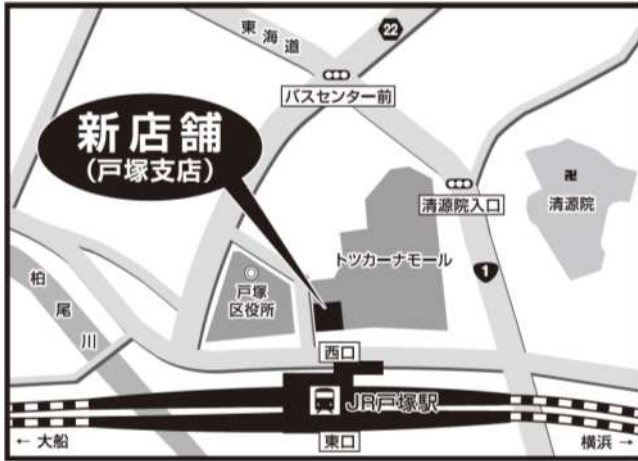 東海道
22
バスセンター前
新店舗
(戸塚支店)
清源院入口
卍
清源院
トツカーナモール
1
◎
戸塚
区役所
柏尾川
西口
JR戸塚駅
← 大船
東口
横浜 →